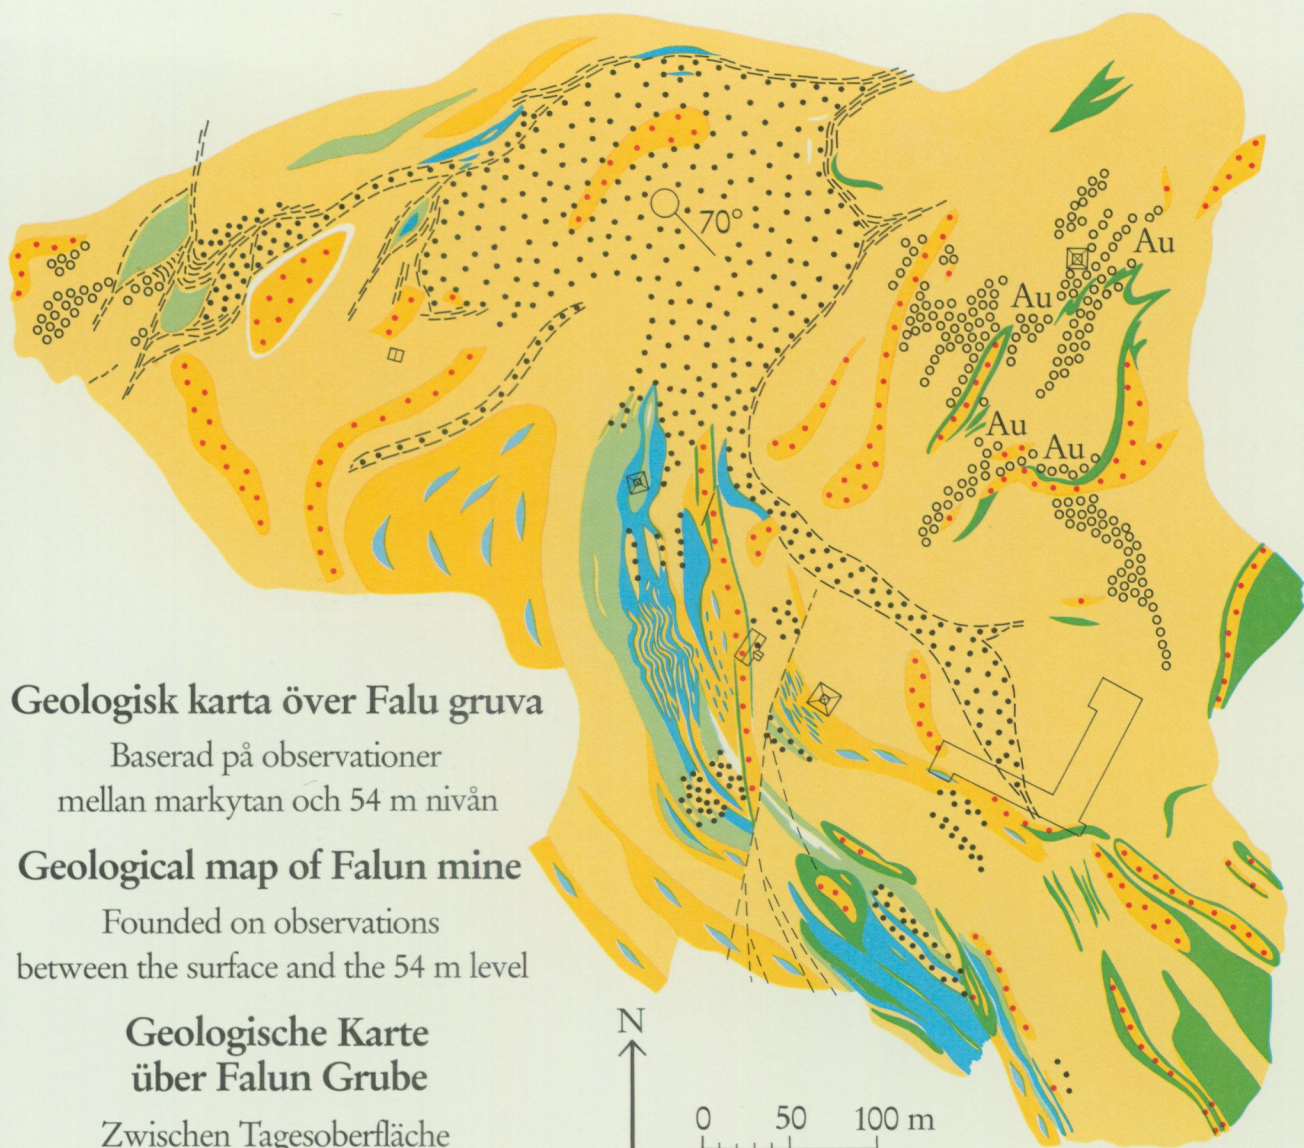 70°
Au
Au
Au
Au
Geologisk karta över Falu gruva
Baserad på observationer
mellan markytan och 54 m nivån
Geological map of Falun mine
Founded on observations
between the surface and the 54 m level
Geologische Karte
über Falun Grube
Zwischen Tagesoberfläche
N
0 50 100 m